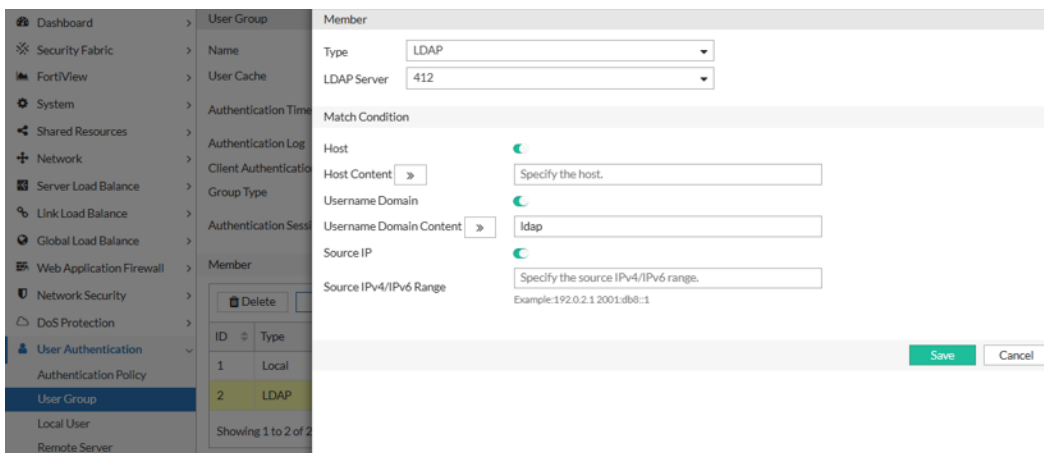 Dashboard
Security Fabric
FortiView
System
Shared Resources
Network
Server Load Balance
Link Load Balance
Global Load Balance
Web Application Firewall
Network Security
DoS Protection
User Authentication
Authentication Policy
User Group
Local User
Remote Server
User Group
Name
User Cache
Authentication Time
Authentication Log
Client Authenticatio
Group Type
Authentication Sessi
Member
Delete
ID Type
1 Local
2 LDAP
Showing 1 to 2 of 2
Member
Type LDAP
LDAP Server 412
Match Condition
Host
Host Content » Specify the host.
Username Domain
Username Domain Content » ldap
Source IP
Source IPv4/IPv6 Range Specify the source IPv4/IPv6 range.
Example:192.0.2.1 2001:db8::1
Save Cancel